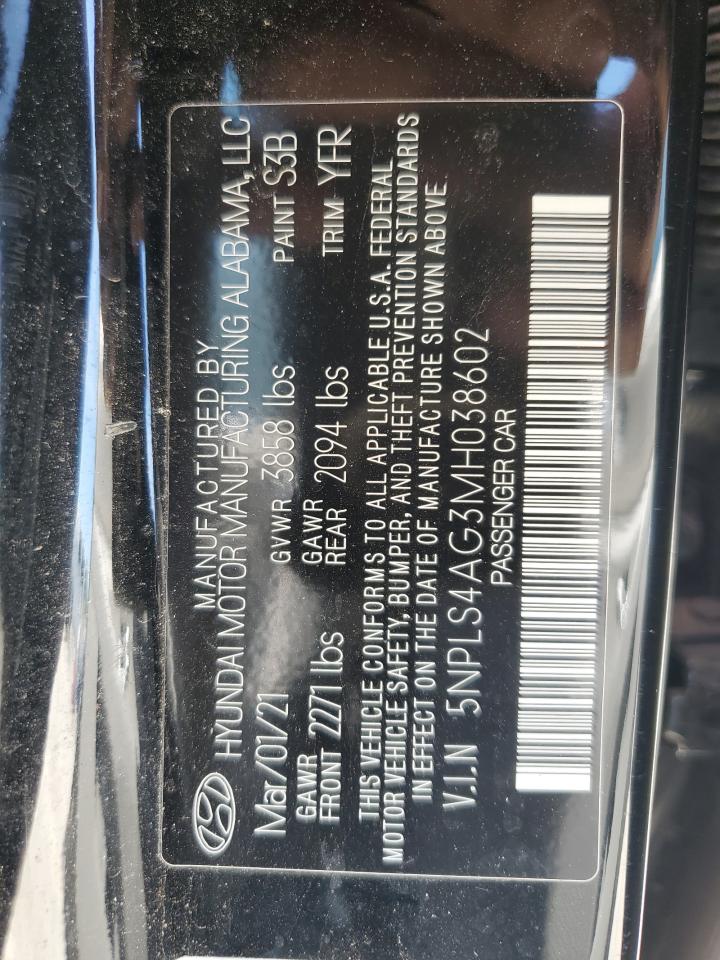 MANUFACTURED BY
HYUNDAI MOTOR MANUFACTURING ALABAMA, LLC
Mar/01/21 GVWR 3858 lbs PAINT S3B
GAWR FRONT 2271 lbs GAWR REAR 2094 lbs TRIM YFR
THIS VEHICLE CONFORMS TO ALL APPLICABLE U.S.A. FEDERAL
MOTOR VEHICLE SAFETY, BUMPER, AND THEFT PREVENTION STANDARDS
IN EFFECT ON THE DATE OF MANUFACTURE SHOWN ABOVE
V.I.N 5NPLS4AG3MH038602
PASSENGER CAR